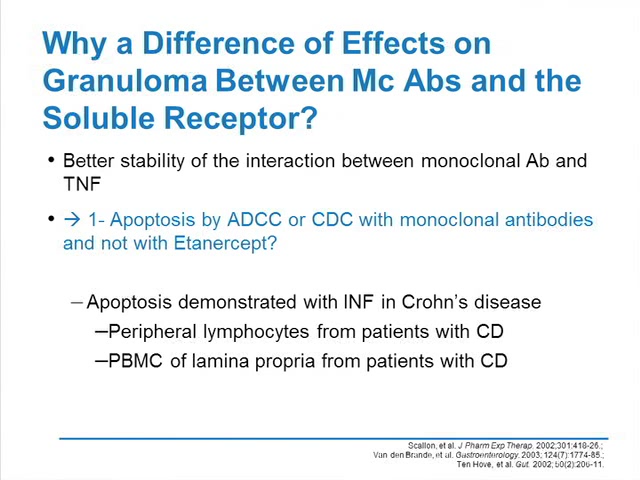 Why a Difference of Effects on
Granuloma Between Mc Abs and the
Soluble Receptor?
• Better stability of the interaction between monoclonal Ab and
TNF
• → 1- Apoptosis by ADCC or CDC with monoclonal antibodies
and not with Etanercept?
– Apoptosis demonstrated with INF in Crohn's disease
–Peripheral lymphocytes from patients with CD
–PBMC of lamina propria from patients with CD
Scallon, et al. J Pharm Exp Therap. 2002;301:418-26.;
Van den Brande, et al. Gastroenterology. 2003; 124(7):1774-85.;
Ten Hove, et al. Gut. 2002; 50(2):206-11.